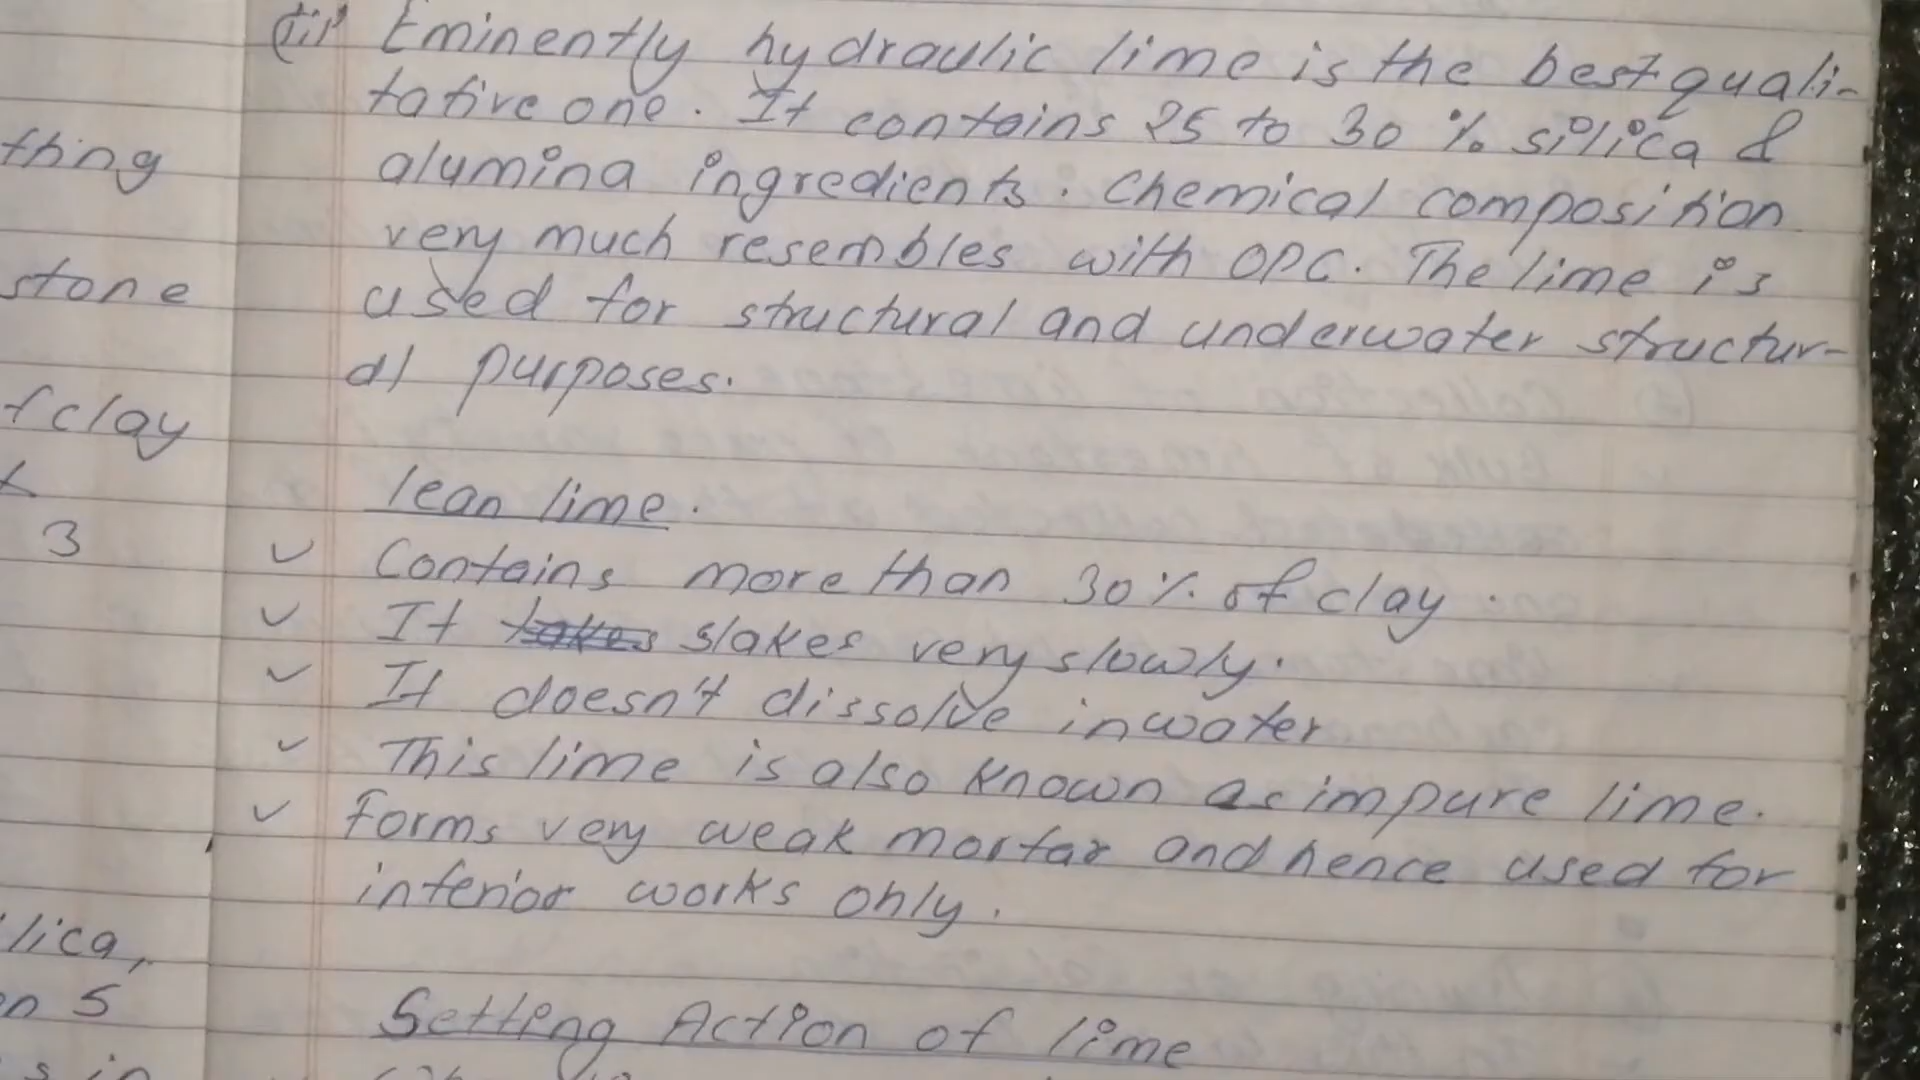 thing
stone
f clay
3
lica,
n 5
s in
(iii) Eminently hydraulic lime is the best quali-
tative one. It contains 25 to 30 % silica &
alumina ingredients. Chemical composition
very much resembles with OPC. The lime is
used for structural and underwater structur-
al purposes.
lean lime.
✓ Contains more than 30% of clay.
✓ It takes slakes very slowly.
✓ It doesn't dissolve in water
✓ This lime is also known as impure lime.
✓ Forms very weak mortar and hence used for
inferior works only.
Setting Action of lime